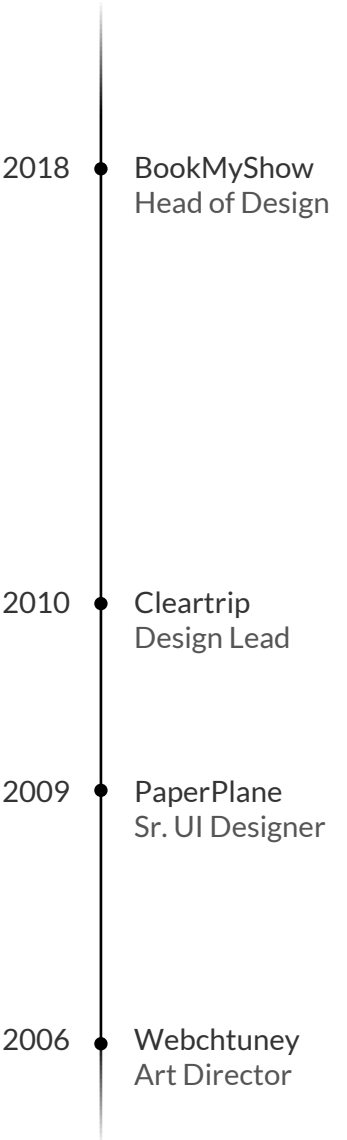 2018 BookMyShow
Head of Design
2010 Cleartrip
Design Lead
2009 PaperPlane
Sr. UI Designer
2006 Webchtuney
Art Director